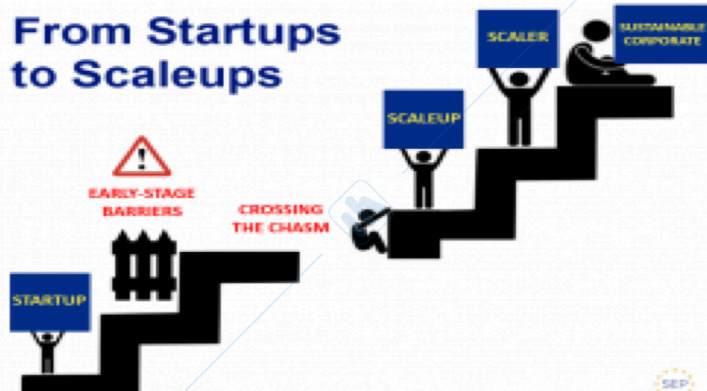 From Startups
to Scaleups
SUSTAINABLE
CORPORATE
SCALER
SCALEUP
EARLY-STAGE
BARRIERS
CROSSING
THE CHASM
STARTUP
SEP